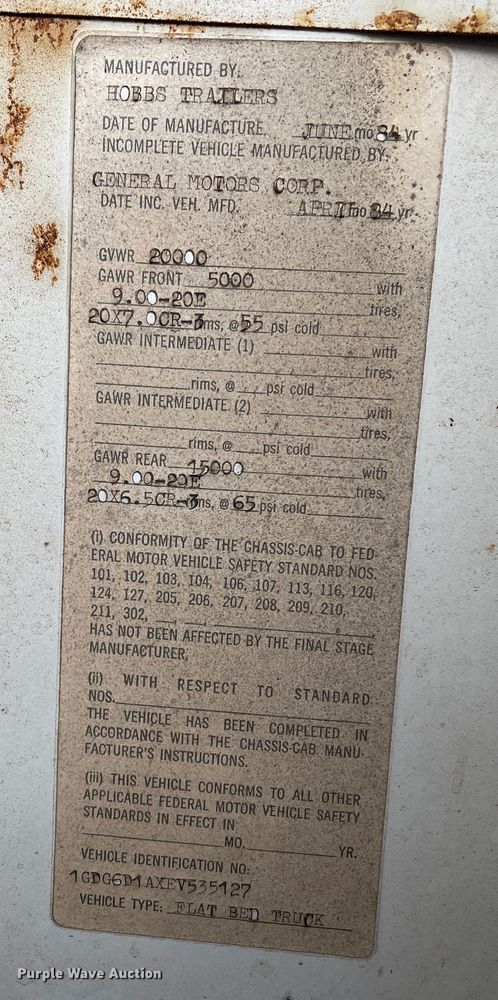 MANUFACTURED BY:
HOBBS TRAILERS
DATE OF MANUFACTURE, JUNE mo 84 yr
INCOMPLETE VEHICLE MANUFACTURED BY:
GENERAL MOTORS CORP.
DATE INC. VEH. MFD. APRIL mo 84 yr
GVWR 20000
GAWR FRONT 5000 with
9.00-20E tires,
20X7.0CR-3 rims, @ 55 psi cold
GAWR INTERMEDIATE (1) with
tires,
rims, @ psi cold
GAWR INTERMEDIATE (2) with
tires,
rims, @ psi cold
GAWR REAR 15000 with
9.00-20E tires,
20X6.5CR-3 rims, @ 65 psi cold
(i) CONFORMITY OF THE CHASSIS-CAB TO FED-
ERAL MOTOR VEHICLE SAFETY STANDARD NOS.
101, 102, 103, 104, 106, 107, 113, 116, 120,
124, 127, 205, 206, 207, 208, 209, 210,
211, 302,
HAS NOT BEEN AFFECTED BY THE FINAL STAGE
MANUFACTURER,
(ii) WITH RESPECT TO STANDARD
NOS.
THE VEHICLE HAS BEEN COMPLETED IN
ACCORDANCE WITH THE CHASSIS-CAB MANU-
FACTURER'S INSTRUCTIONS.
(iii) THIS VEHICLE CONFORMS TO ALL OTHER
APPLICABLE FEDERAL MOTOR VEHICLE SAFETY
STANDARDS IN EFFECT IN
MO. YR.
VEHICLE IDENTIFICATION NO:
1GDG6D1AXEV535127
VEHICLE TYPE: FLAT BED TRUCK
Purple Wave Auction